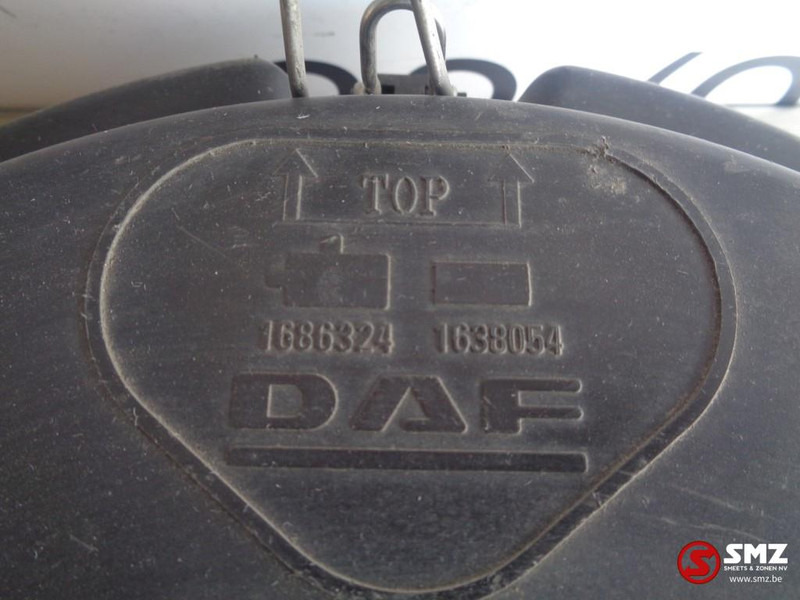 TOP
1686324 1638054
DAF
SMZ
SMEETS & ZONEN NV
www.smz.be